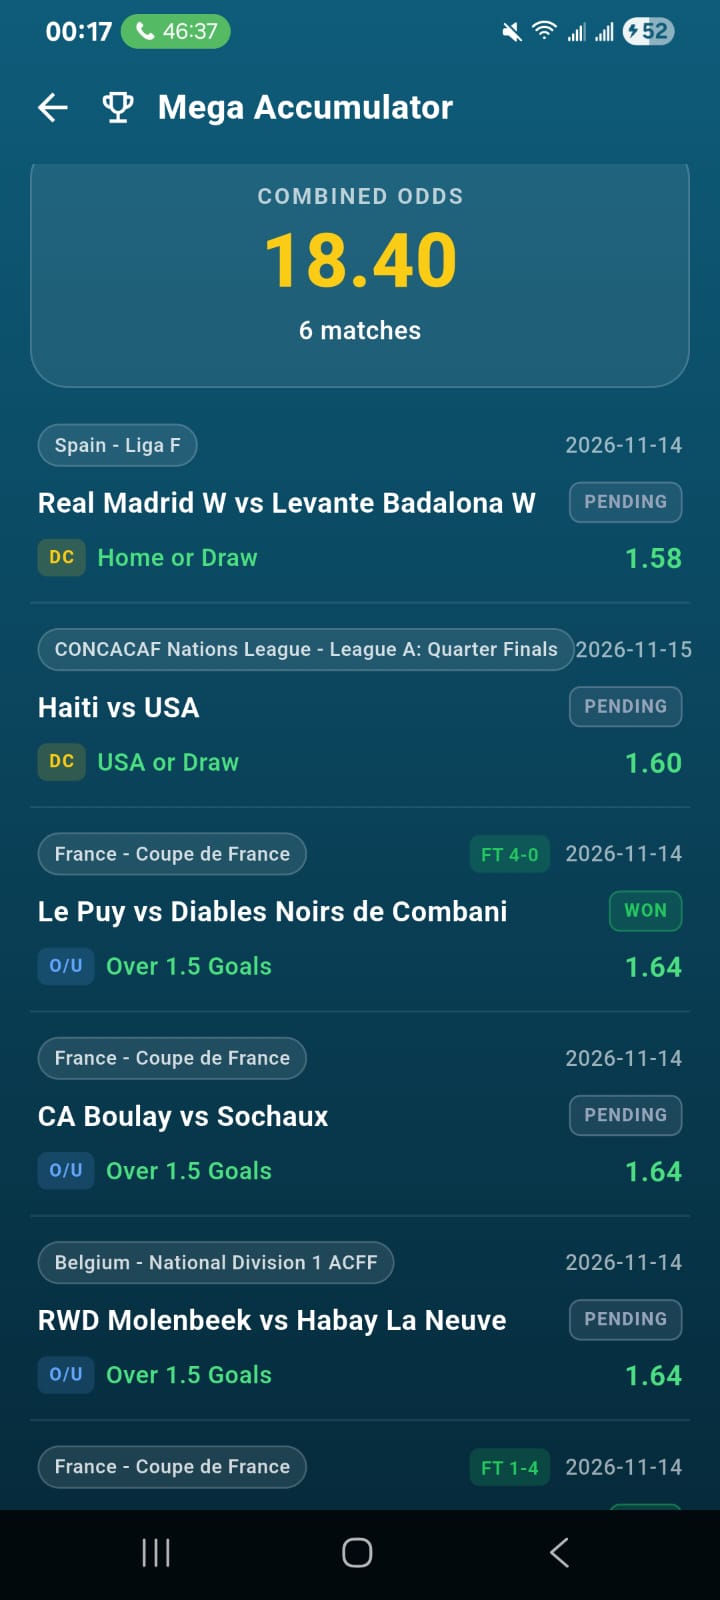 00:17 46:37 52
Mega Accumulator
COMBINED ODDS
18.40
6 matches
Spain - Liga F 2026-11-14
Real Madrid W vs Levante Badalona W PENDING
DC Home or Draw 1.58
CONCACAF Nations League - League A: Quarter Finals 2026-11-15
Haiti vs USA PENDING
DC USA or Draw 1.60
France - Coupe de France FT 4-0 2026-11-14
Le Puy vs Diables Noirs de Combani WON
O/U Over 1.5 Goals 1.64
France - Coupe de France 2026-11-14
CA Boulay vs Sochaux PENDING
O/U Over 1.5 Goals 1.64
Belgium - National Division 1 ACFF 2026-11-14
RWD Molenbeek vs Habay La Neuve PENDING
O/U Over 1.5 Goals 1.64
France - Coupe de France FT 1-4 2026-11-14